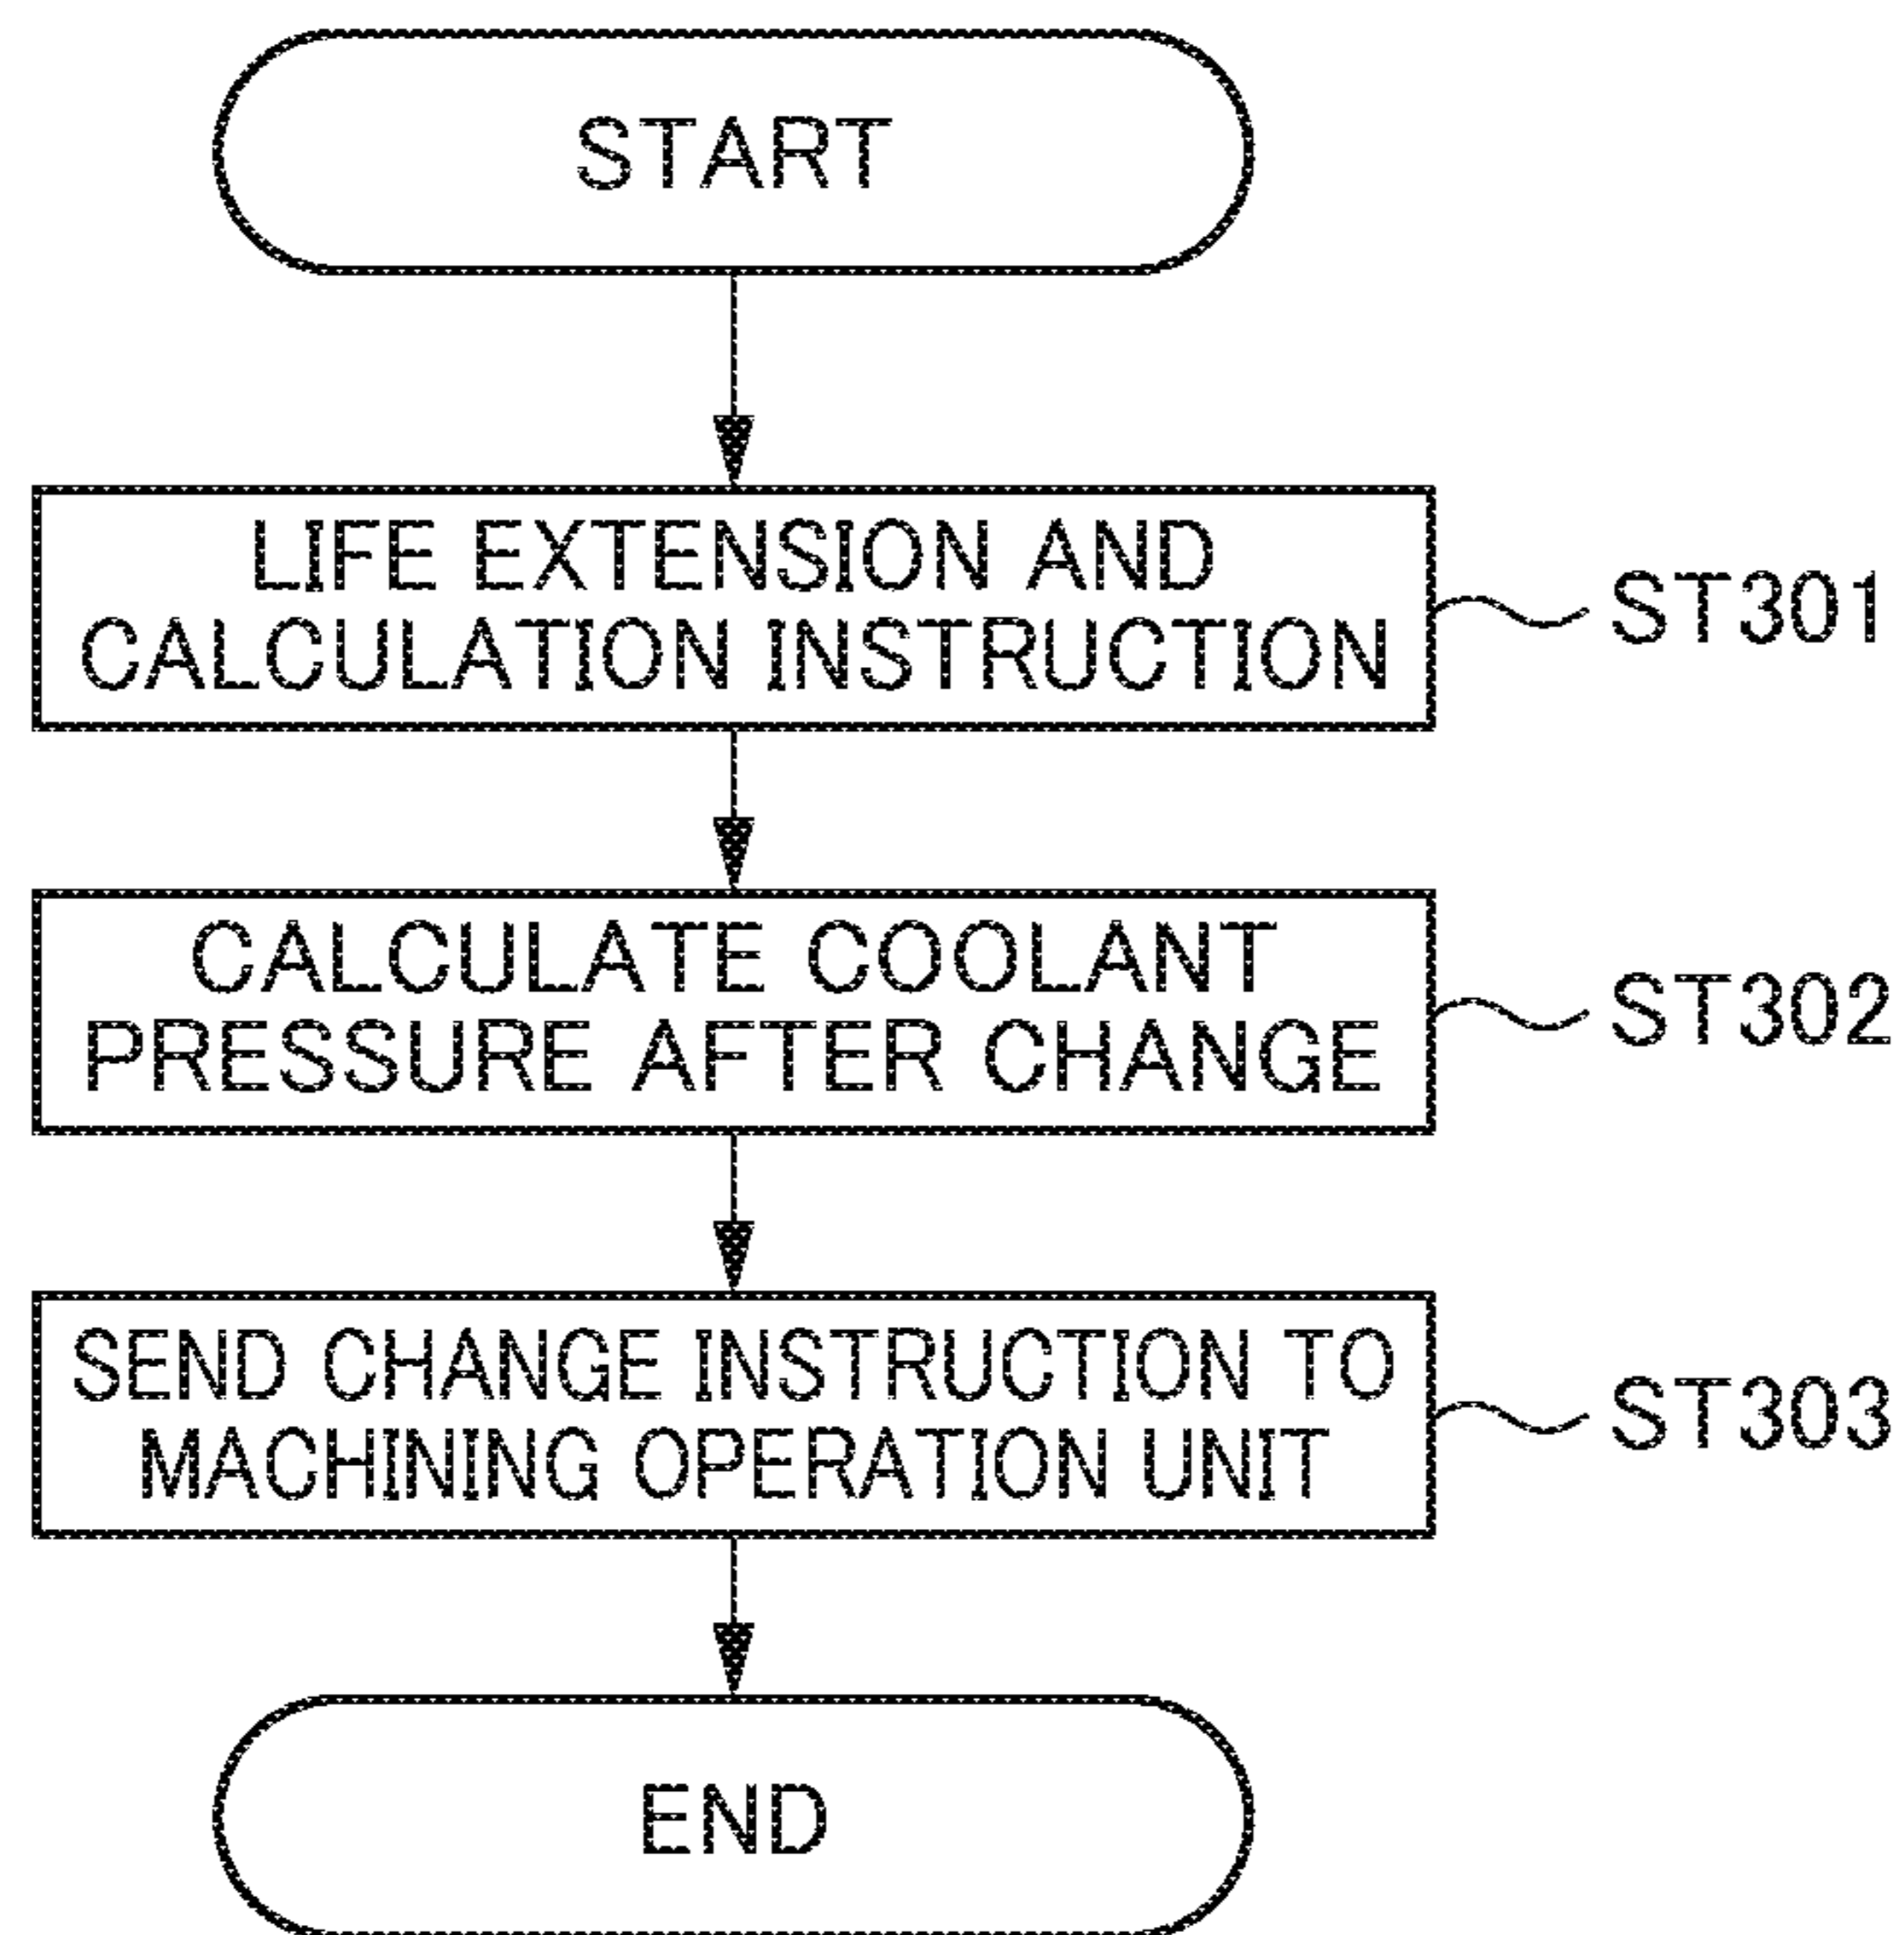 START
LIFE EXTENSION AND
CALCULATION INSTRUCTION
ST301
CALCULATE COOLANT
PRESSURE AFTER CHANGE
ST302
SEND CHANGE INSTRUCTION TO
MACHINING OPERATION UNIT
ST303
END